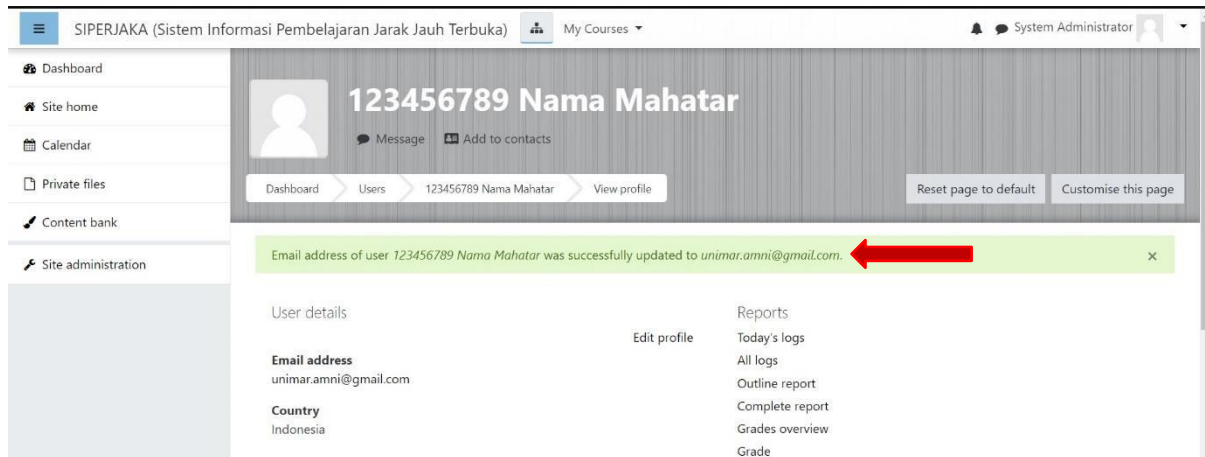 SIPERJAKA (Sistem Informasi Pembelajaran Jarak Jauh Terbuka)
My Courses
System Administrator
Dashboard
Site home
Calendar
Private files
Content bank
Site administration
123456789 Nama Mahatar
Message
Add to contacts
Dashboard
Users
123456789 Nama Mahatar
View profile
Reset page to default
Customise this page
Email address of user 123456789 Nama Mahatar was successfully updated to unimar.amni@gmail.com.
User details
Edit profile
Email address
unimar.amni@gmail.com
Country
Indonesia
Reports
Today's logs
All logs
Outline report
Complete report
Grades overview
Grade